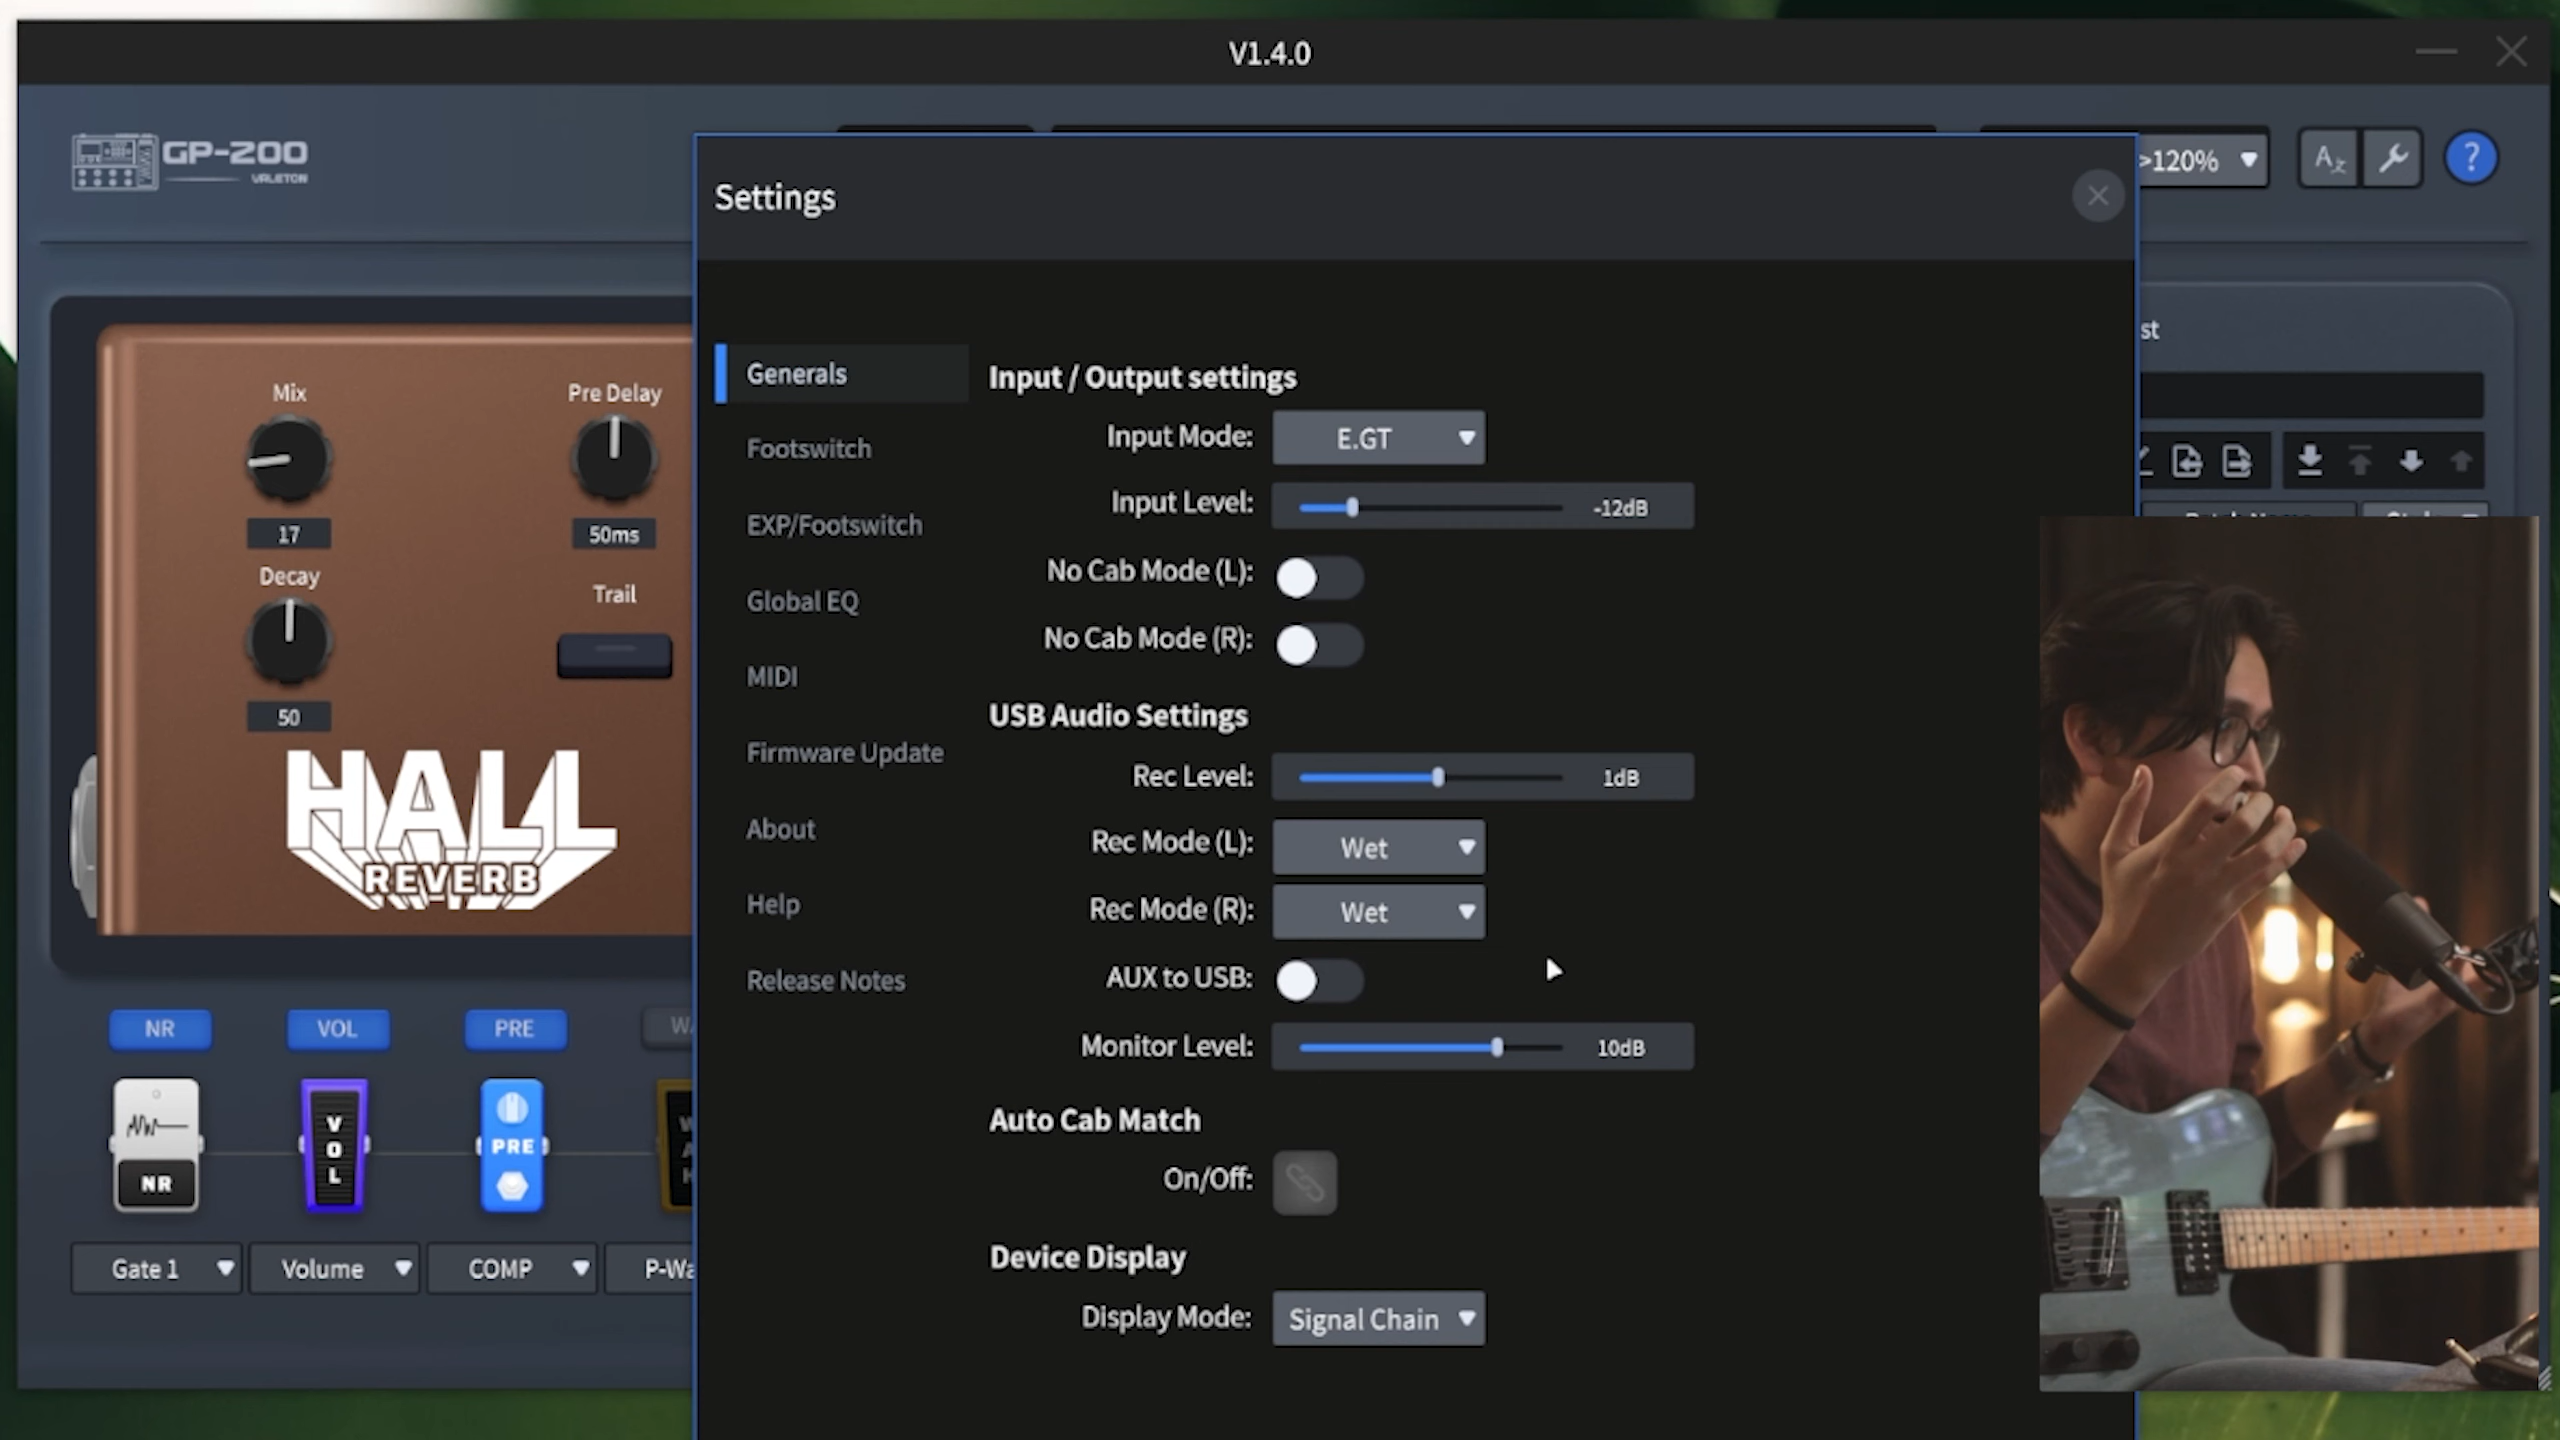 V1.4.0
GP-200
VALETON
>120%
A文
?
Settings
st
Mix
Pre Delay
17
50ms
Decay
Trail
50
HALL
REVERB
Generals
Footswitch
EXP/Footswitch
Global EQ
MIDI
Firmware Update
About
Help
Release Notes
Input / Output settings
Input Mode: E.GT
Input Level: -12dB
No Cab Mode (L):
No Cab Mode (R):
USB Audio Settings
Rec Level: 1dB
Rec Mode (L): Wet
Rec Mode (R): Wet
AUX to USB:
Monitor Level: 10dB
Auto Cab Match
On/Off:
Device Display
Display Mode: Signal Chain
NR VOL PRE
NR
VOL
PRE
Gate 1 Volume COMP P-Wa